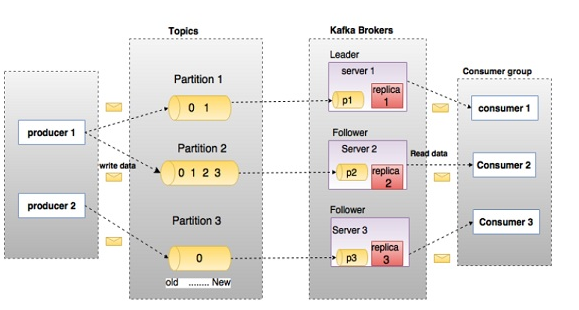 Topics
Kafka Brokers
Leader
Consumer group
Partition 1
server 1
0 1
p1
replica
1
consumer 1
producer 1
Follower
Partition 2
Server 2
write data
0 1 2 3
p2
replica
2
Read data
Consumer 2
producer 2
Follower
Partition 3
Server 3
0
p3
replica
3
Consumer 3
old ........ New